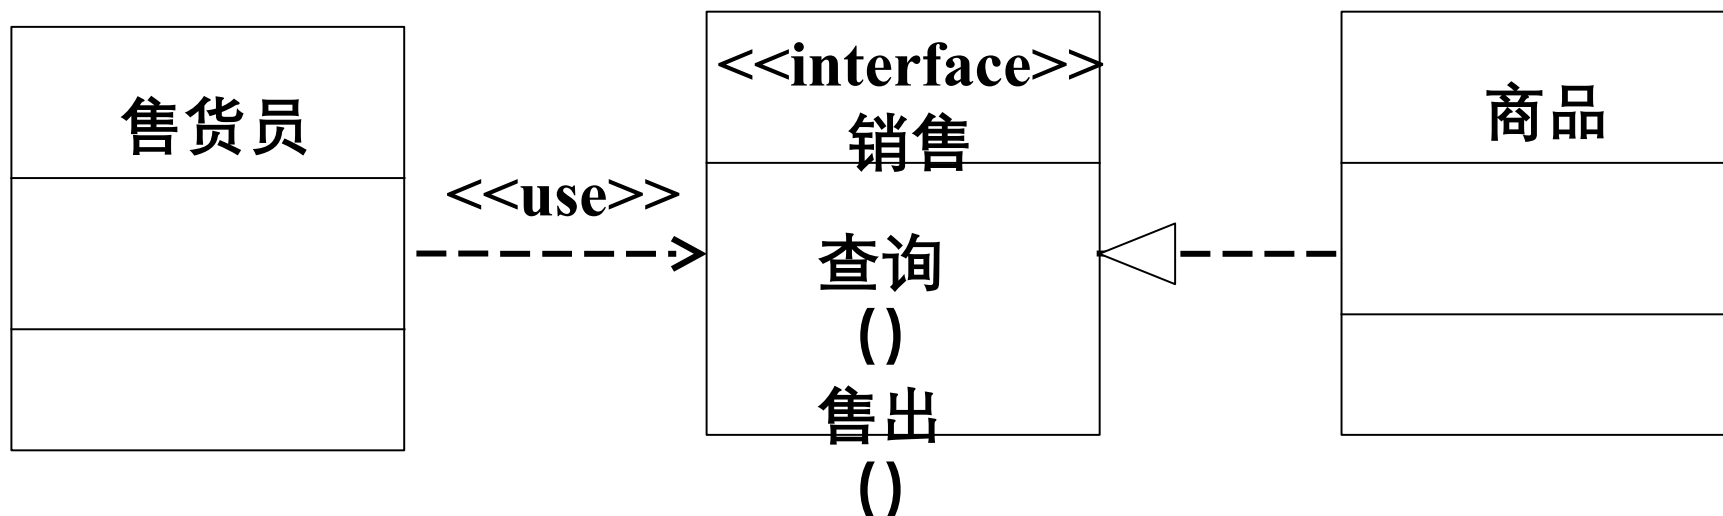 售货员
<<use>>
<<interface>>
销售
查询
()
售出
()
商品